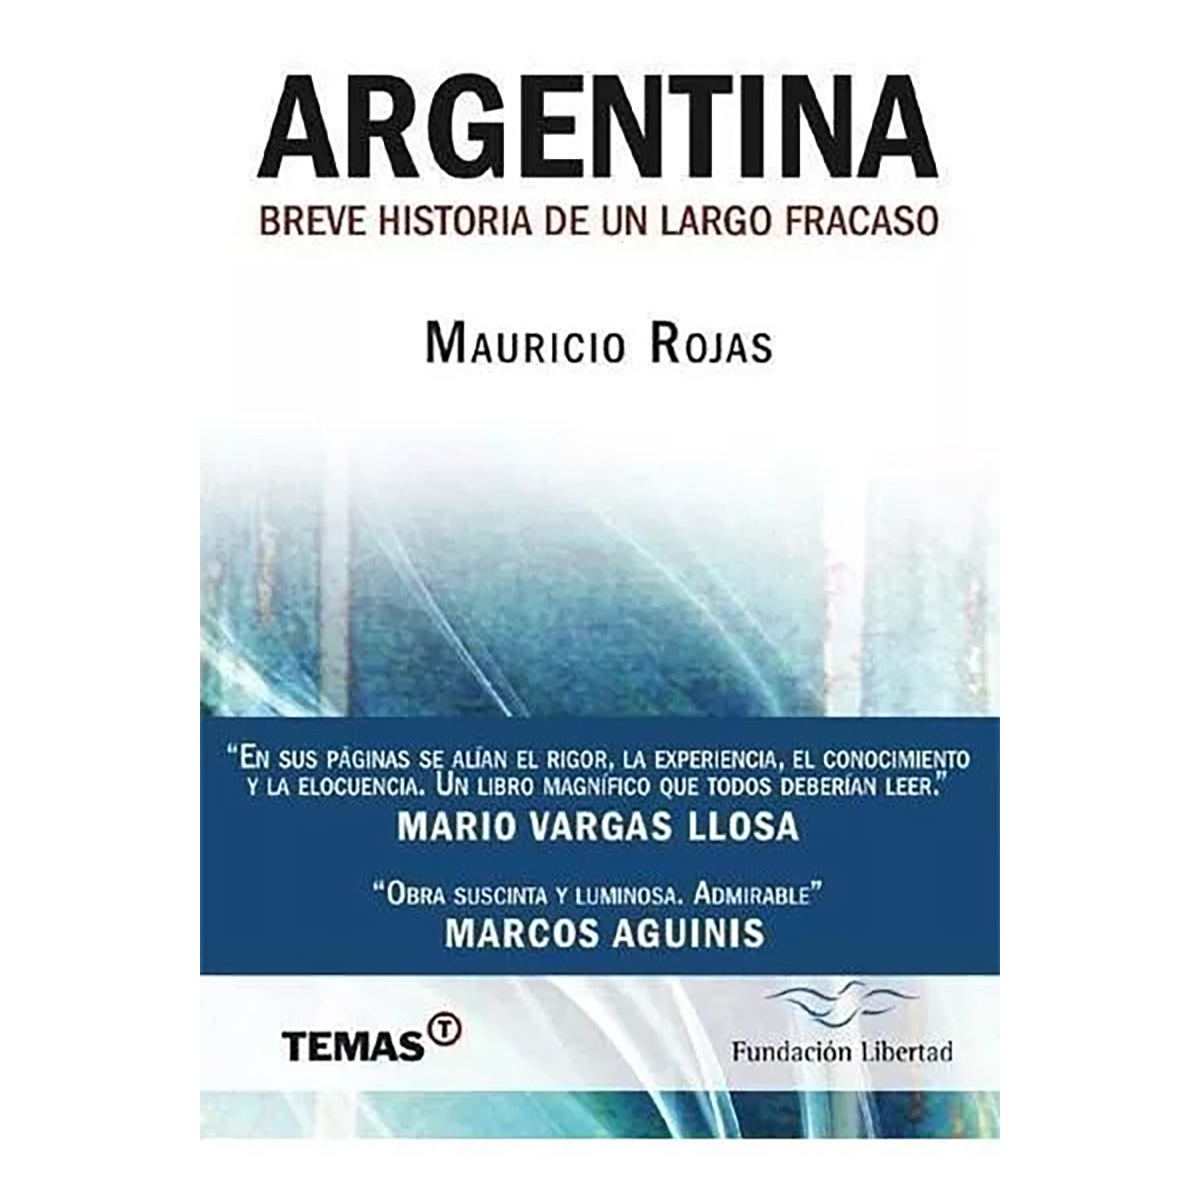 ARGENTINA
BREVE HISTORIA DE UN LARGO FRACASO
MAURICIO ROJAS
“EN SUS PÁGINAS SE ALÍAN EL RIGOR, LA EXPERIENCIA, EL CONOCIMIENTO
Y LA ELOCUENCIA. UN LIBRO MAGNÍFICO QUE TODOS DEBERÍAN LEER.”
MARIO VARGAS LLOSA
“OBRA SUSCINTA Y LUMINOSA. ADMIRABLE”
MARCOS AGUINIS
TEMAS T
Fundación Libertad